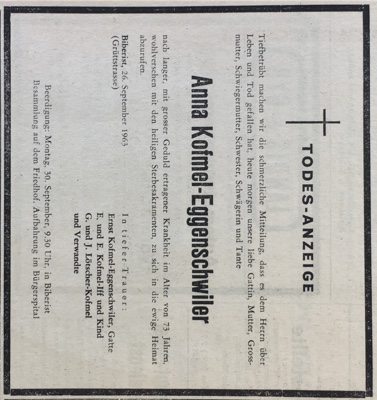 TODES-ANZEIGE
Tiefbetrübt machen wir die schmerzliche Mitteilung, dass es dem Herrn über
Leben und Tod gefallen hat, heute morgen unsere liebe Gattin, Mutter, Gross-
mutter, Schwiegermutter, Schwester, Schwägerin und Tante
Anna Kofmel-Eggenschwiler
nach langer, mit grosser Geduld ertragener Krankheit im Alter von 73 Jahren,
wohlversehen mit den heiligen Sterbesakramenten, zu sich in die ewige Heimat
abzurufen.
Biberist, 26. September 1963
(Grüttstrasse)
In tiefer Trauer:
Ernst Kofmel-Eggenschwiler, Gatte
E. und E. Kofmel-Iff und Kind
G. und J. Lötscher-Kofmel
und Verwandte
Beerdigung: Montag, 30. September, 9.30 Uhr, in Biberist
Besammlung auf dem Friedhof. Aufbahrung im Bürgerspital